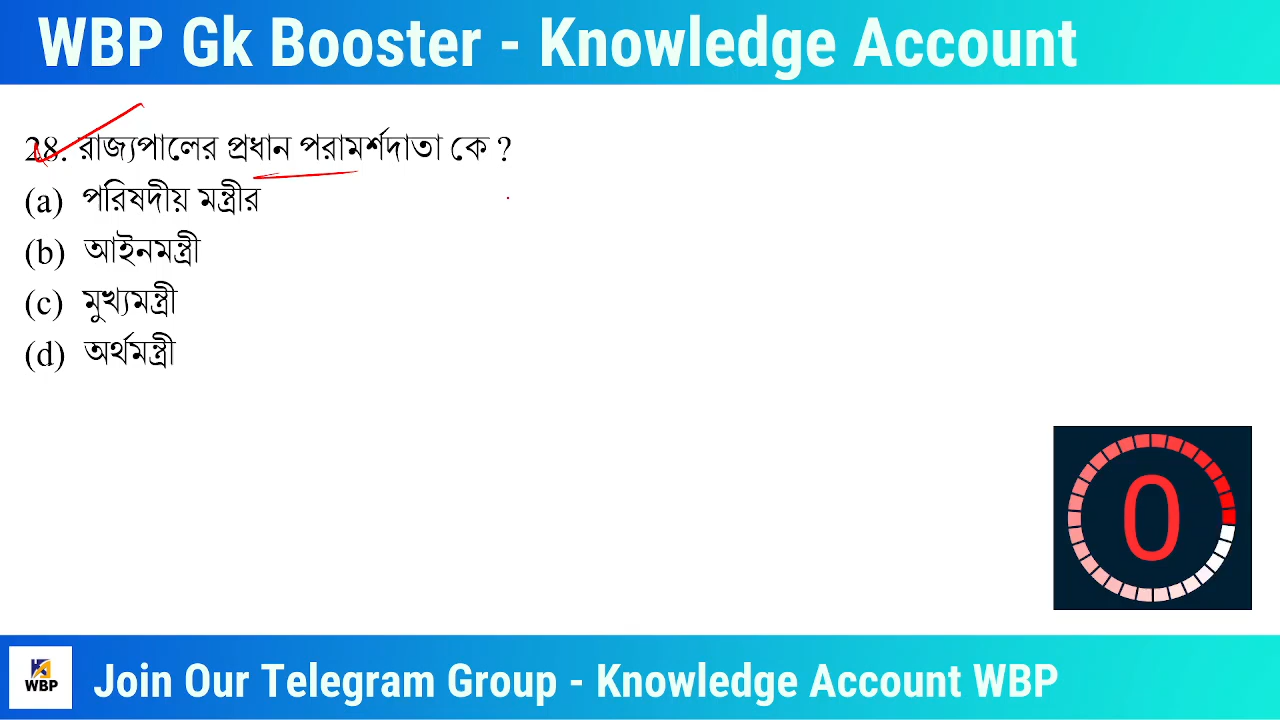 WBP Gk Booster - Knowledge Account
28. রাজ্যপালের প্রধান পরামর্শদাতা কে ?
(a) পরিষদীয় মন্ত্রীর
(b) আইনমন্ত্রী
(c) মুখ্যমন্ত্রী
(d) অর্থমন্ত্রী
0
WBP
Join Our Telegram Group - Knowledge Account WBP